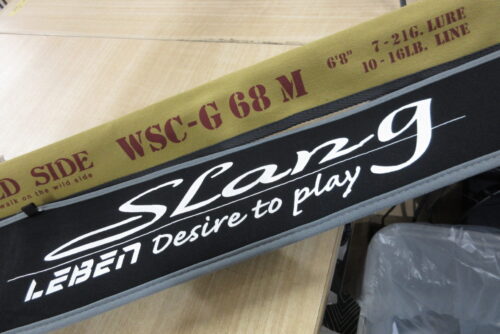 D SIDE WSC-G 68 M 6'8" 7-21G. LURE
walk on the wild side 10-16LB. LINE
SLang
LEBEN Desire to play